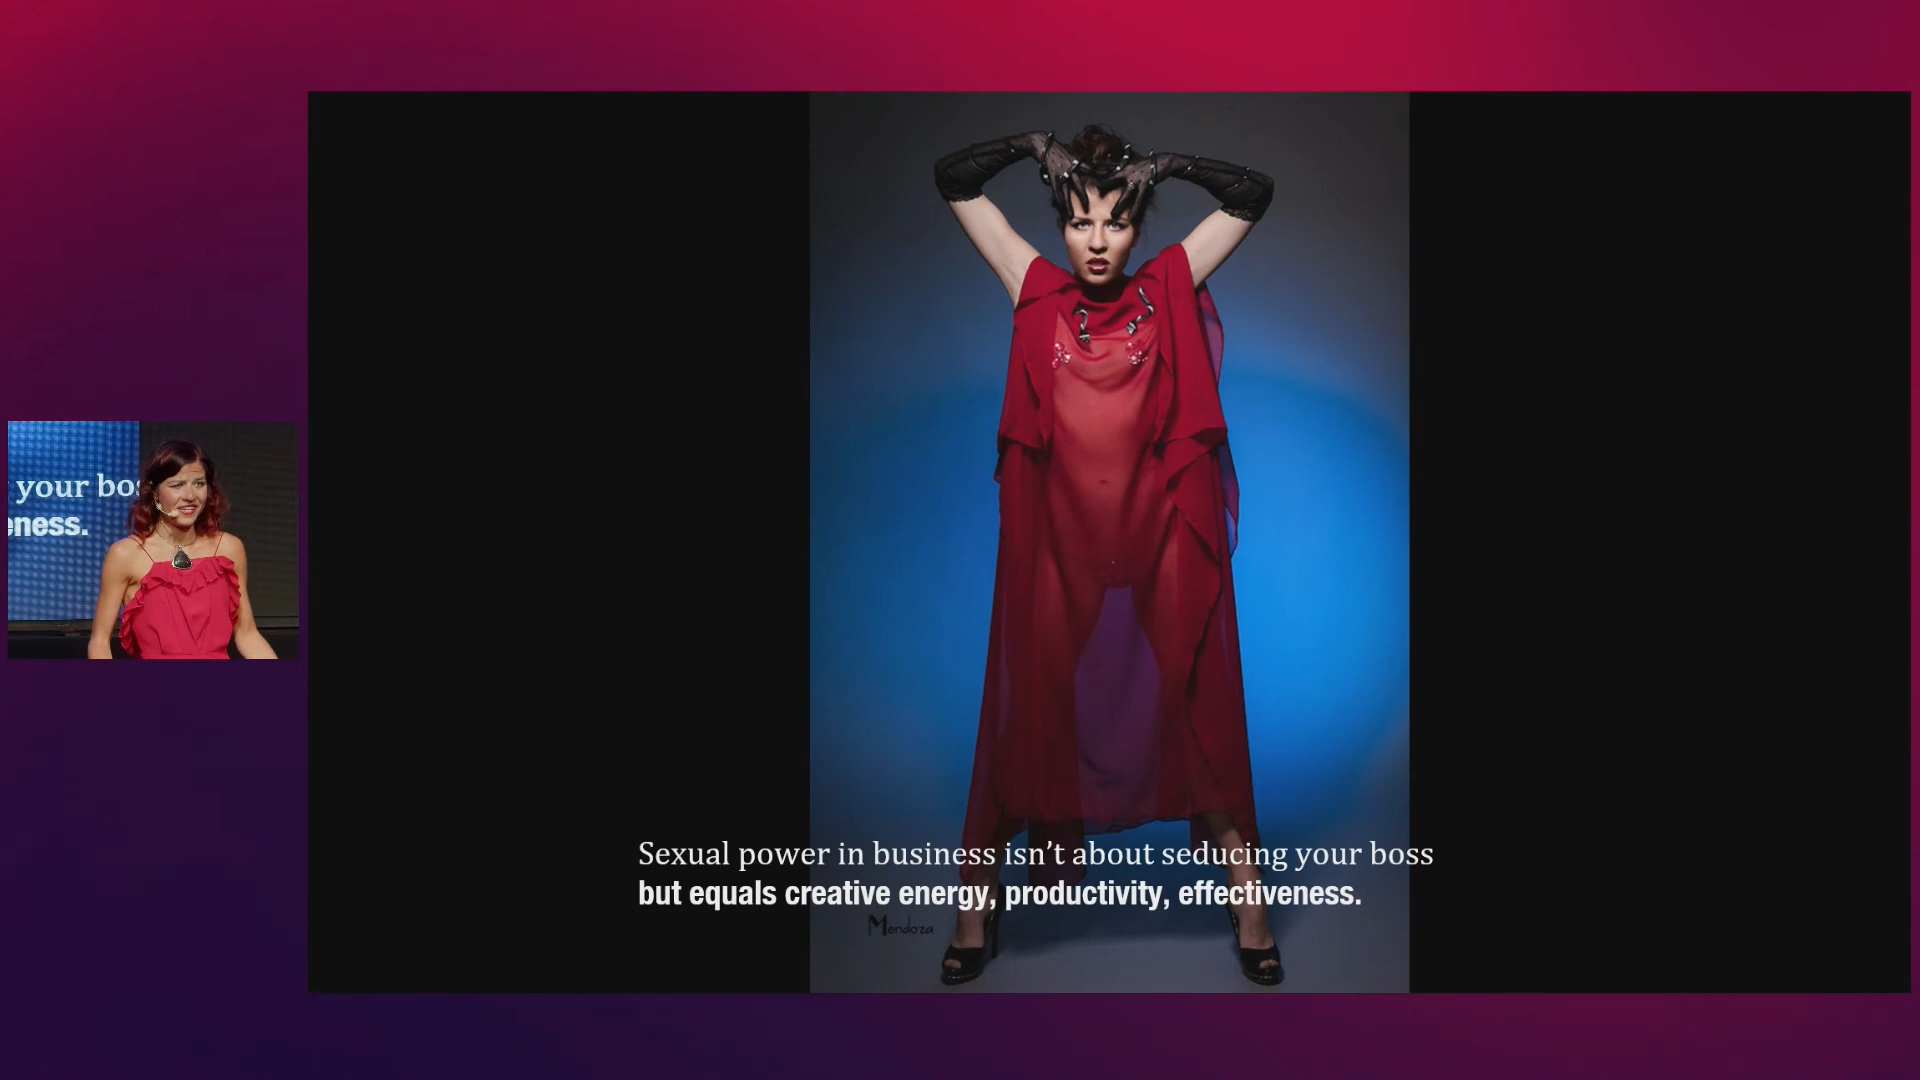 your bos
eness.
Sexual power in business isn't about seducing your boss
but equals creative energy, productivity, effectiveness.
Mendoza